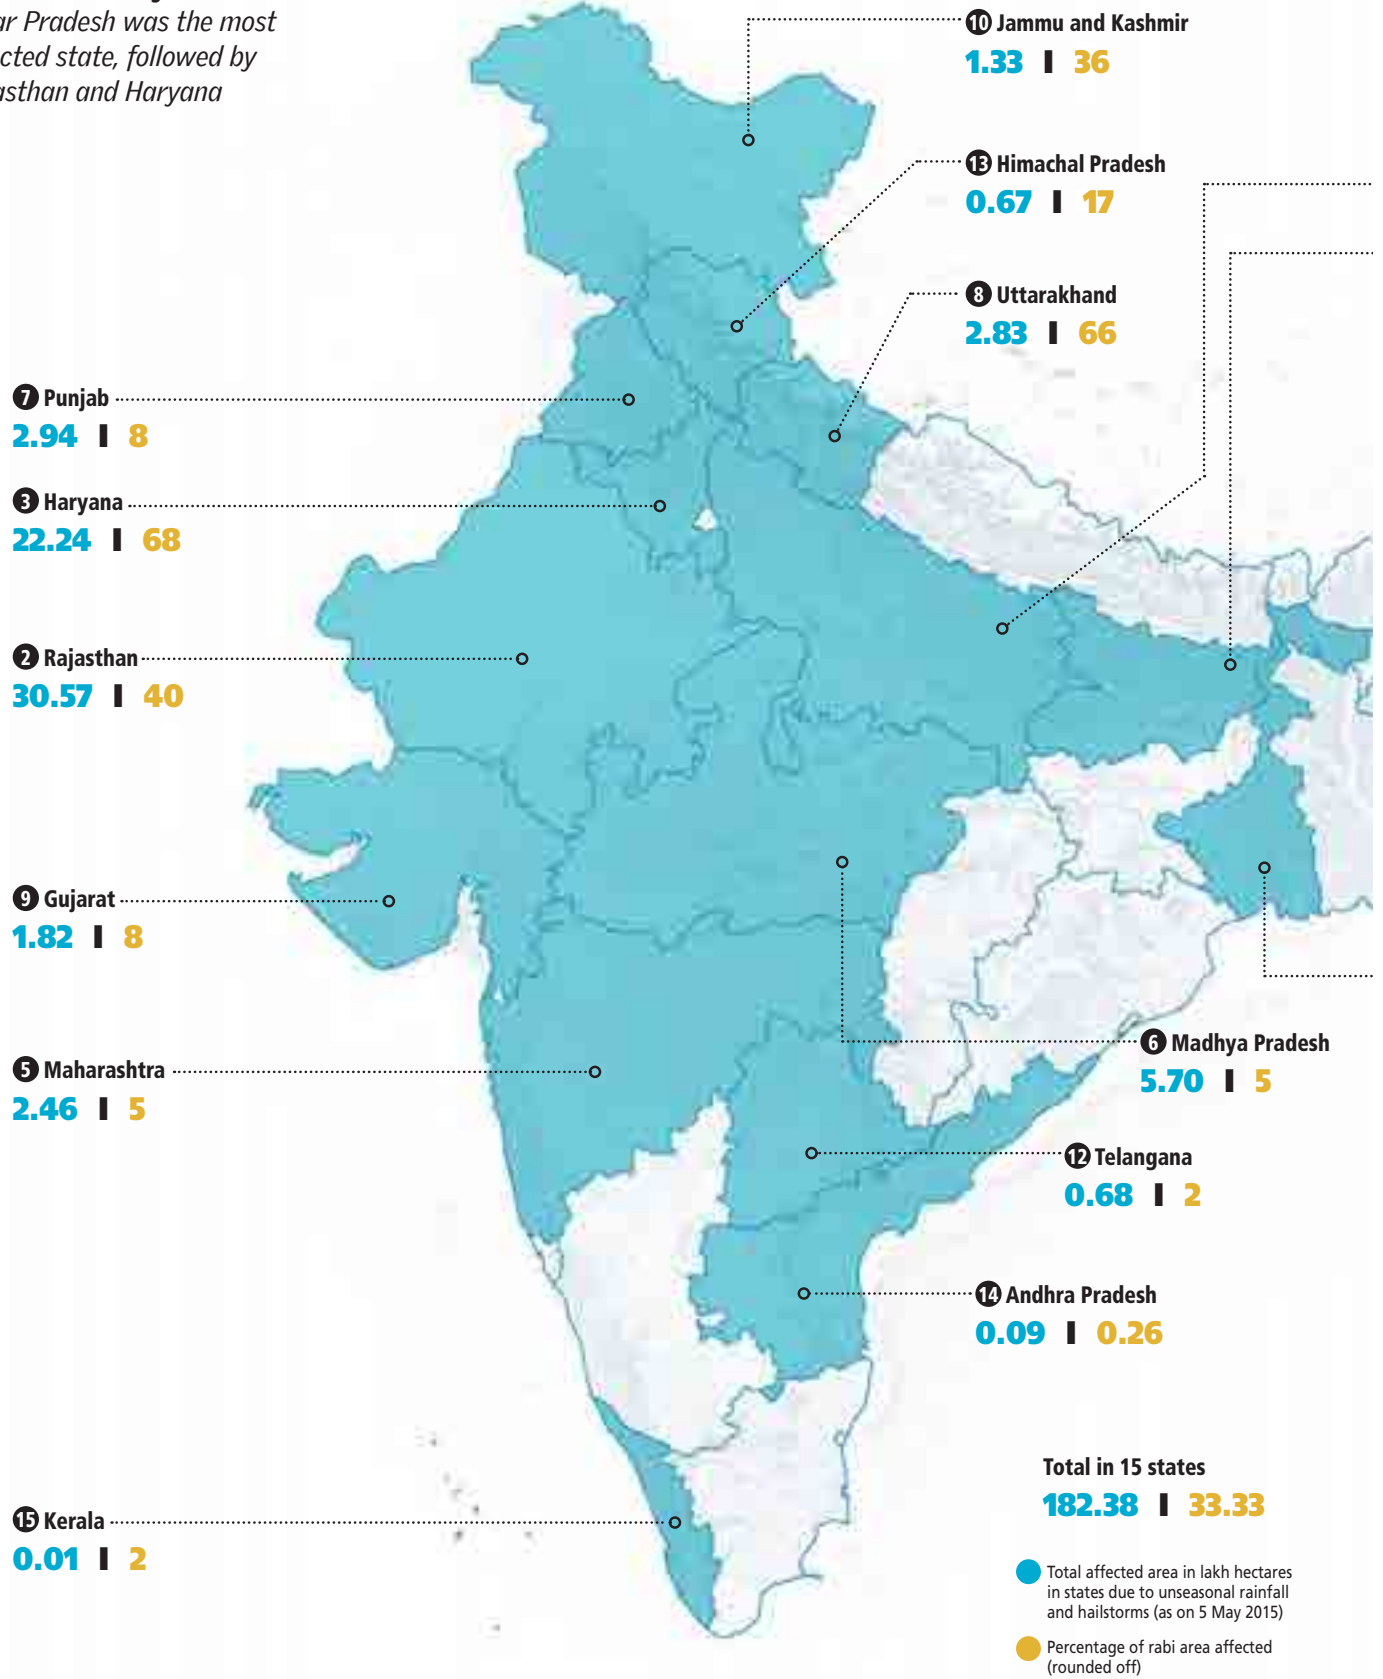 ar Pradesh was the most
cted state, followed by
asthan and Haryana
10 Jammu and Kashmir
1.33 | 36
13 Himachal Pradesh
0.67 | 17
8 Uttarakhand
2.83 | 66
7 Punjab
2.94 | 8
3 Haryana
22.24 | 68
2 Rajasthan
30.57 | 40
9 Gujarat
1.82 | 8
5 Maharashtra
2.46 | 5
6 Madhya Pradesh
5.70 | 5
12 Telangana
0.68 | 2
14 Andhra Pradesh
0.09 | 0.26
15 Kerala
0.01 | 2
Total in 15 states
182.38 | 33.33
Total affected area in lakh hectares
in states due to unseasonal rainfall
and hailstorms (as on 5 May 2015)
Percentage of rabi area affected
(rounded off)